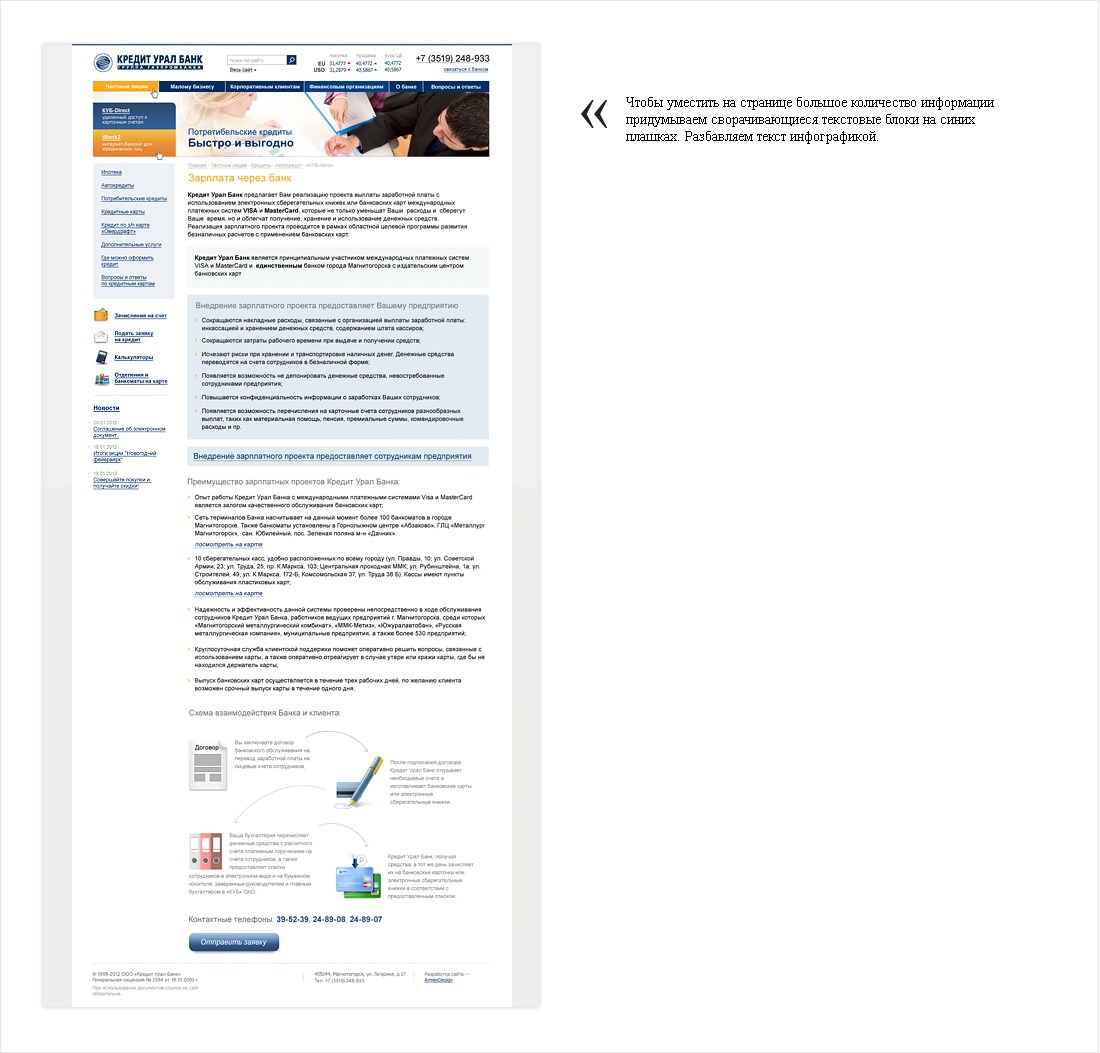 КРЕДИТ УРАЛ БАНК
ГРУППА ГАЗПРОМБАНКА
поиск по сайту
Весь сайт
покупка продажа курс ЦБ
EU 31,4777 40,4772 40,4772
USD 31,2879 40,5867 40,5867
+7 (3519) 248-933
связаться с банком
Частным лицам
Малому бизнесу
Корпоративным клиентам
Финансовым организациям
О банке
Вопросы и ответы
КУБ-Direct
удаленный доступ к
карточным счетам
iBank2
интернет-банкинг для
юридических лиц
Потребительские кредиты
Быстро и выгодно
Ипотека
Автокредиты
Потребительские кредиты
Кредитные карты
Кредит по з/п карте
«Овердрафт»
Дополнительные услуги
Где можно оформить
кредит
Вопросы и ответы
по кредитным картам
Зачисления на счет
Подать заявку
на кредит
Калькуляторы
Отделения и
банкоматы на карте
Новости
20.01.2012
Соглашение об электронном
документ..
16.01.2012
Итоги акции "Новогодний
фейерверк"
16.01.2012
Совершайте покупки и
получайте скидки!
Главная - Частным лицам - Кредиты - Автокредит - «КУБ-Авто»
Зарплата через банк
Кредит Урал Банк предлагает Вам реализацию проекта выплаты заработной платы с
использованием электронных сберегательных книжек или банковских карт международных
платежных систем VISA и MasterCard, которые не только уменьшат Ваши расходы и сберегут
Ваше время, но и облегчат получение, хранение и использование денежных средств.
Реализация зарплатного проекта проводится в рамках областной целевой программы развития
безналичных расчетов с применением банковских карт.
Кредит Урал Банк является принципиальным участником международных платежных систем
VISA и MasterCard и единственным банком города Магнитогорска с издательским центром
банковских карт
Внедрение зарплатного проекта предоставляет Вашему предприятию
Сокращаются накладные расходы, связанные с организацией выплаты заработной платы:
инкассацией и хранением денежных средств, содержанием штата кассиров;
Сокращаются затраты рабочего времени при выдаче и получении средств;
Исчезают риски при хранении и транспортировке наличных денег. Денежные средства
переводятся на счета сотрудников в безналичной форме;
Появляется возможность не депонировать денежные средства, невостребованные
сотрудниками предприятия;
Повышается конфиденциальность информации о заработках Ваших сотрудников;
Появляется возможность перечисления на карточные счета сотрудников разнообразных
выплат, таких как материальная помощь, пенсия, премиальные суммы, командировочные
расходы и пр.
Внедрение зарплатного проекта предоставляет сотрудникам предприятия
Преимущество зарплатных проектов Кредит Урал Банка:
Опыт работы Кредит Урал Банка с международными платежными системами Visa и MasterCard
является залогом качественного обслуживания банковских карт;
Сеть терминалов Банка насчитывает на данный момент более 100 банкоматов в городе
Магнитогорске. Также банкоматы установлены в Горнолыжном центре «Абзаково», ГЛЦ «Металлург
Магнитогорск», сан. Юбилейный, пос. Зеленая поляна м-н «Дачник».
посмотреть на карте
10 сберегательных касс, удобно расположенных по всему городу (ул. Правды, 10; ул. Советской
Армии, 23; ул. Труда, 25; пр. К.Маркса, 103; Центральная проходная ММК; ул. Рубинштейна, 1а; ул.
Строителей, 49; ул. К.Маркса, 172-Б, Комсомольская 37, ул. Труда 38 Б). Кассы имеют пункты
обслуживания пластиковых карт;
посмотреть на карте
Надежность и эффективность данной системы проверены непосредственно в ходе обслуживания
сотрудников Кредит Урал Банка, работников ведущих предприятий г. Магнитогорска, среди которых
«Магнитогорский металлургический комбинат», «ММК-Метиз», «Южуралавтобан», «Русская
металлургическая компания», муниципальные предприятия, а также более 530 предприятий;
Круглосуточная служба клиентской поддержки поможет оперативно решить вопросы, связанные с
использованием карты, а также оперативно отреагирует в случае утери или кражи карты, где бы не
находился держатель карты;
Выпуск банковских карт осуществляется в течение трех рабочих дней, по желанию клиента
возможен срочный выпуск карты в течение одного дня.
Схема взаимодействия Банка и клиента:
Договор
Вы заключаете договор
банковского обслуживания на
перевод заработной платы на
лицевые счета сотрудников;
После подписания договора
Кредит Урал Банк открывает
необходимые счета и
изготавливает банковские карты
или электронные
сберегательные книжки;
Ваша бухгалтерия перечисляет
денежные средства с расчетного
счета платежным поручением на
счета сотрудников, а также
предоставляет списки
сотрудников в электронном виде и на бумажном
носителе, заверенные руководителем и главным
бухгалтером в «КУБ» ОАО;
Кредит Урал Банк, получая
средства, в тот же день зачисляет
их на банковские карточки или
электронные сберегательные
книжки в соответствии с
предоставленным списком.
Контактные телефоны: 39-52-39, 24-89-08, 24-89-07
Отправить заявку
© 1999-2012 ООО «Кредит Урал Банк»
Генеральная лицензия № 2584 от 16.10.2003 г.
При использовании документов ссылка на сайт
обязательна.
455044, Магнитогорск, ул. Гагарина, д.17
Тел. +7 (3519) 248-933
Разработка сайта —
ArmexDesign
«
Чтобы уместить на странице большое количество информации
придумываем сворачивающиеся текстовые блоки на синих
плашках. Разбавляем текст инфографикой.